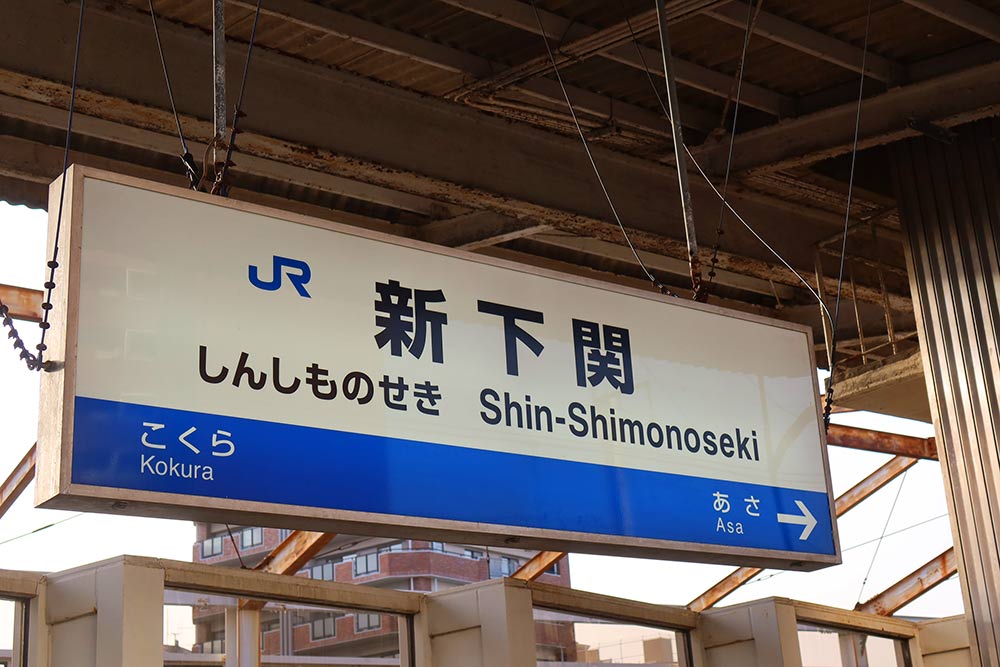 JR 新下関
しんしものせき Shin-Shimonoseki
こくら あさ
Kokura Asa →